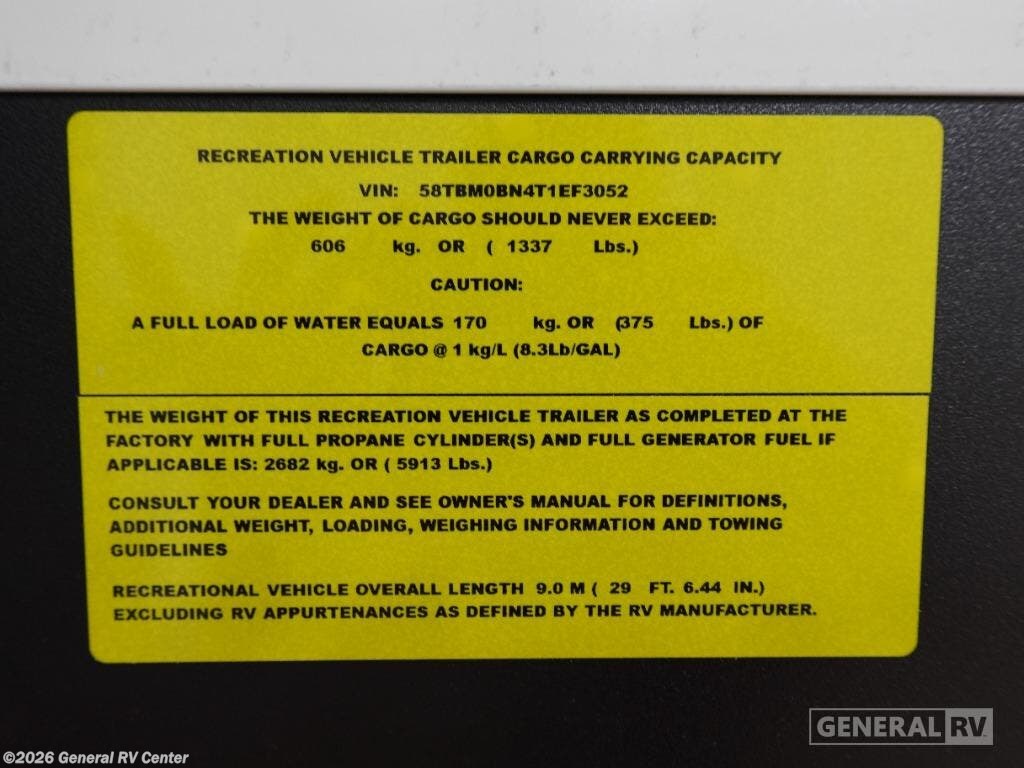 RECREATION VEHICLE TRAILER CARGO CARRYING CAPACITY
VIN: 58TBM0BN4T1EF3052
THE WEIGHT OF CARGO SHOULD NEVER EXCEED:
606 kg. OR ( 1337 Lbs.)
CAUTION:
A FULL LOAD OF WATER EQUALS 170 kg. OR (375 Lbs.) OF
CARGO @ 1 kg/L (8.3Lb/GAL)
THE WEIGHT OF THIS RECREATION VEHICLE TRAILER AS COMPLETED AT THE
FACTORY WITH FULL PROPANE CYLINDER(S) AND FULL GENERATOR FUEL IF
APPLICABLE IS: 2682 kg. OR ( 5913 Lbs.)
CONSULT YOUR DEALER AND SEE OWNER'S MANUAL FOR DEFINITIONS,
ADDITIONAL WEIGHT, LOADING, WEIGHING INFORMATION AND TOWING
GUIDELINES
RECREATIONAL VEHICLE OVERALL LENGTH 9.0 M ( 29 FT. 6.44 IN.)
EXCLUDING RV APPURTENANCES AS DEFINED BY THE RV MANUFACTURER.
GENERAL RV
©2026 General RV Center